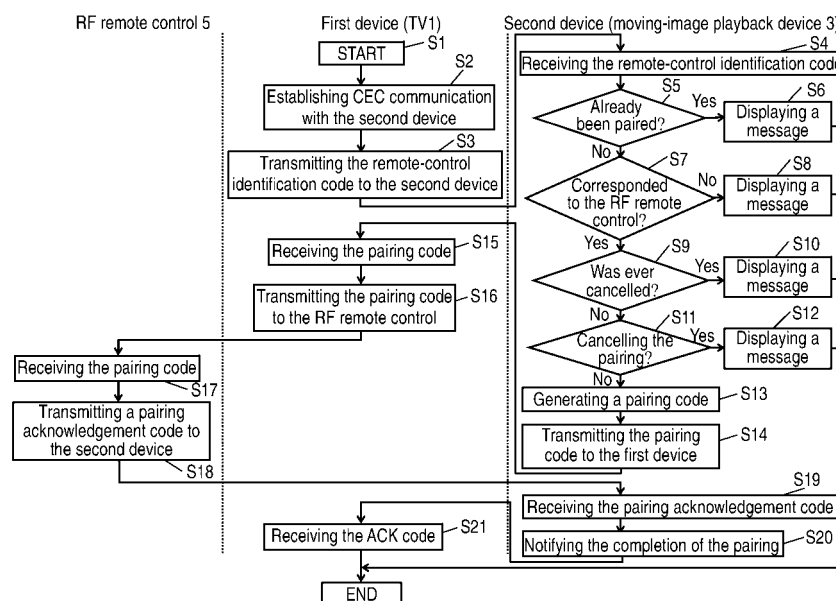 RF remote control 5
First device (TV1)
Second device (moving-image playback device 3)
START
S1
Establishing CEC communication
with the second device
S2
Transmitting the remote-control
identification code to the second device
S3
Receiving the remote-control identification code
S4
Already
been paired?
S5
Yes
No
Displaying a
message
S6
Corresponded
to the RF remote
control?
S7
No
Yes
Displaying a
message
S8
Was ever
cancelled?
S9
Yes
No
Displaying a
message
S10
Cancelling the
pairing?
S11
Yes
No
Displaying a
message
S12
Generating a pairing code
S13
Transmitting the pairing
code to the first device
S14
Receiving the pairing code
S15
Transmitting the pairing code
to the RF remote control
S16
Receiving the pairing code
S17
Transmitting a pairing
acknowledgement code to
the second device
S18
Receiving the pairing acknowledgement code
S19
Notifying the completion of the pairing
S20
Receiving the ACK code
S21
END